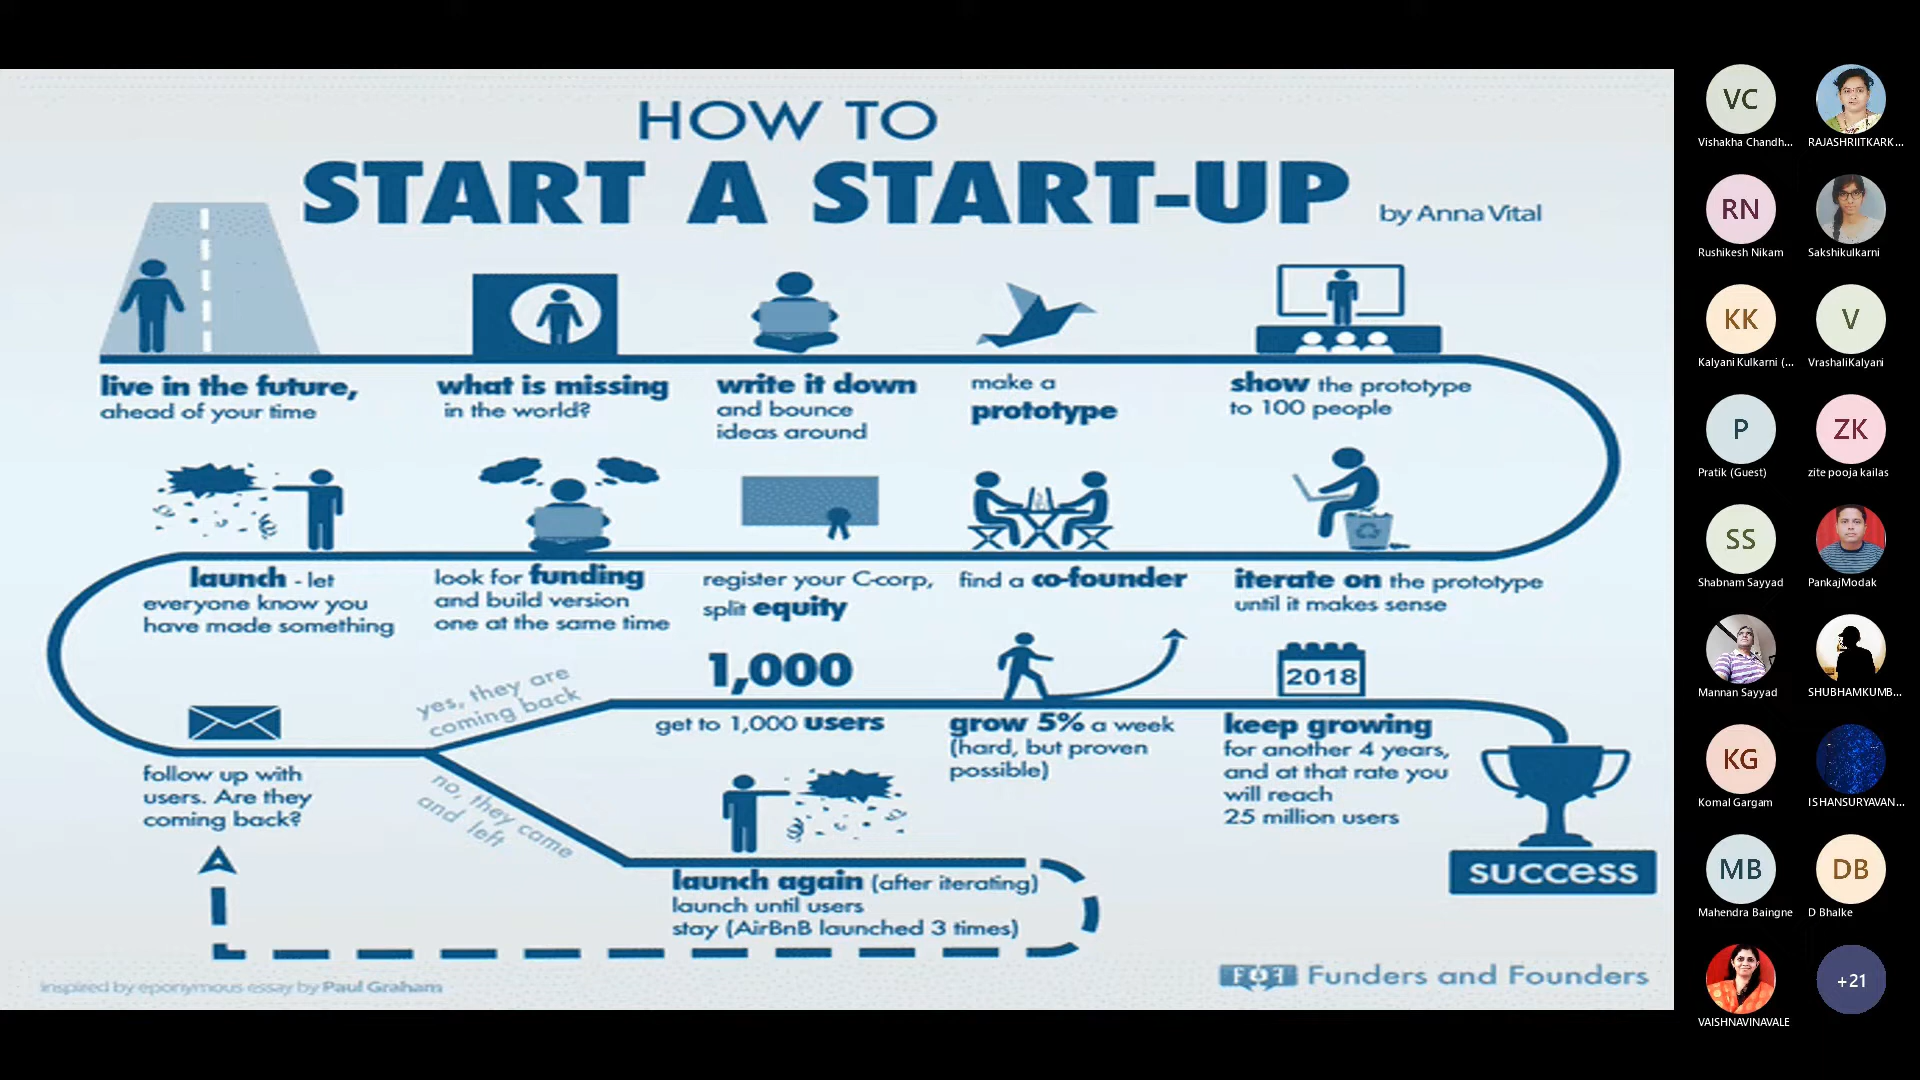 HOW TO
START A START-UP
by Anna Vital
live in the future,
ahead of your time
what is missing
in the world?
write it down
and bounce
ideas around
make a
prototype
show the prototype
to 100 people
iterate on the prototype
until it makes sense
find a co-founder
register your C-corp,
split equity
look for funding
and build version
one at the same time
launch - let
everyone know you
have made something
follow up with
users. Are they
coming back?
yes, they are
coming back
1,000
get to 1,000 users
grow 5% a week
(hard, but proven
possible)
2018
keep growing
for another 4 years,
and at that rate you
will reach
25 million users
success
no, they came
and left
launch again (after iterating)
launch until users
stay (AirBnB launched 3 times)
inspired by eponymous essay by Paul Graham
F&F Funders and Founders
VC
Vishakha Chandh...
RAJASHRIITKARK...
RN
Rushikesh Nikam
Sakshikulkarni
KK
Kalyani Kulkarni (...
V
VrashaliKalyani
P
Pratik (Guest)
ZK
zite pooja kailas
SS
Shabnam Sayyad
PankajModak
Mannan Sayyad
SHUBHAMKUMB...
KG
Komal Gargam
ISHANSURYAVAN...
MB
Mahendra Baingne
DB
D Bhalke
VAISHNAVINAVALE
+21